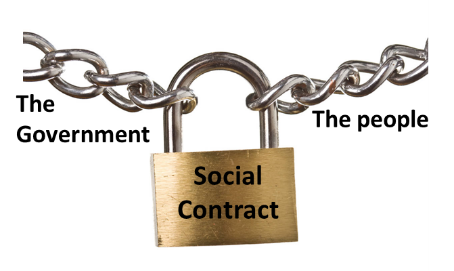 The
Government
The people
Social
Contract